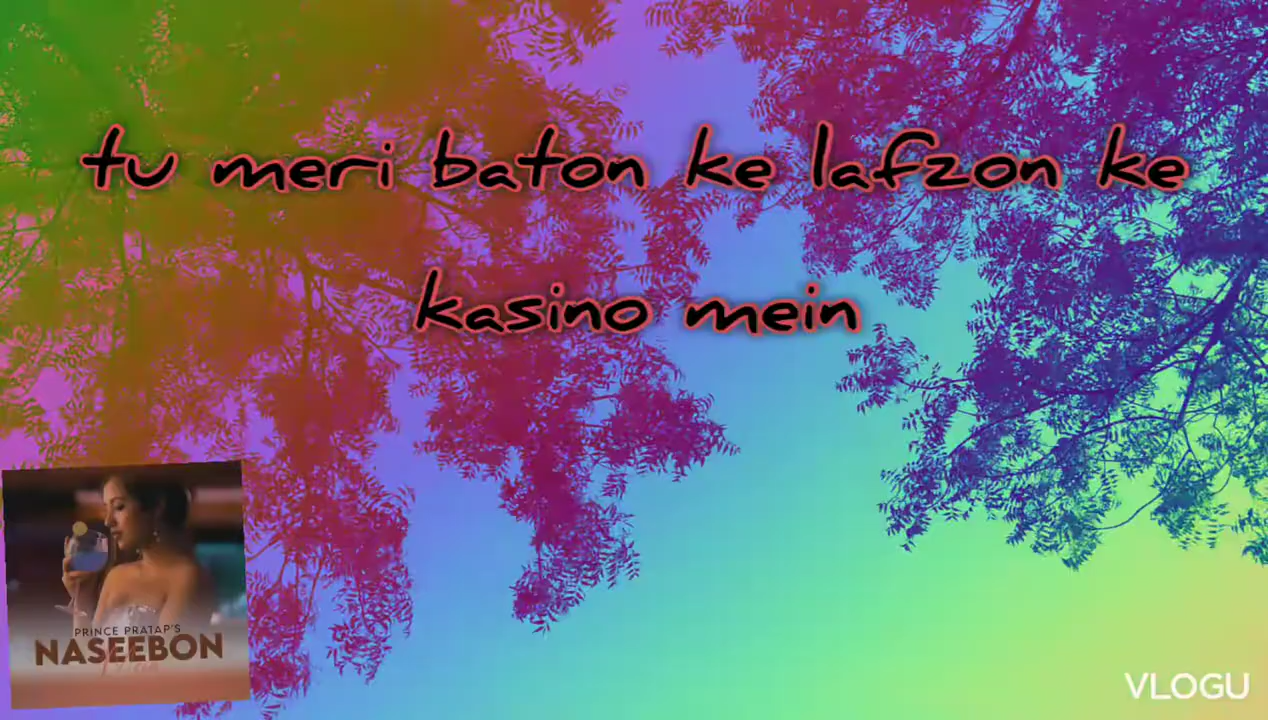 tu meri baton ke lafzon ke
kasino mein
PRINCE PRATAP'S
NASEEBON
VLOGU